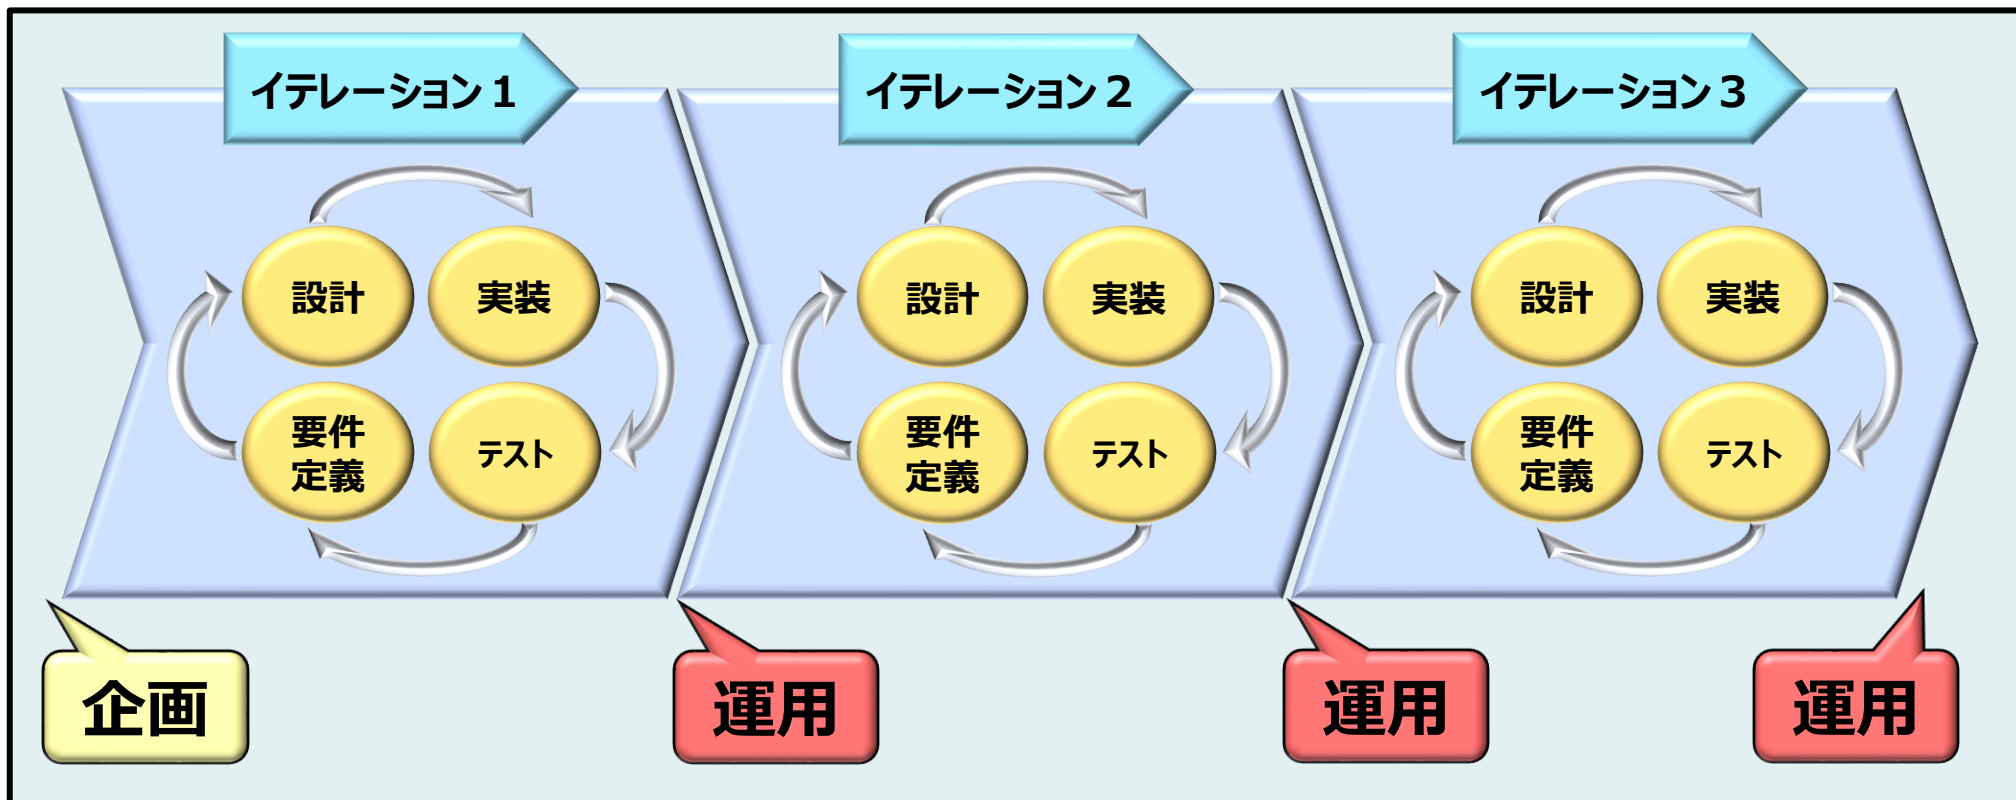 イテレーション１
設計
実装
要件
定義
テスト
イテレーション２
設計
実装
要件
定義
テスト
イテレーション３
設計
実装
要件
定義
テスト
企画
運用
運用
運用